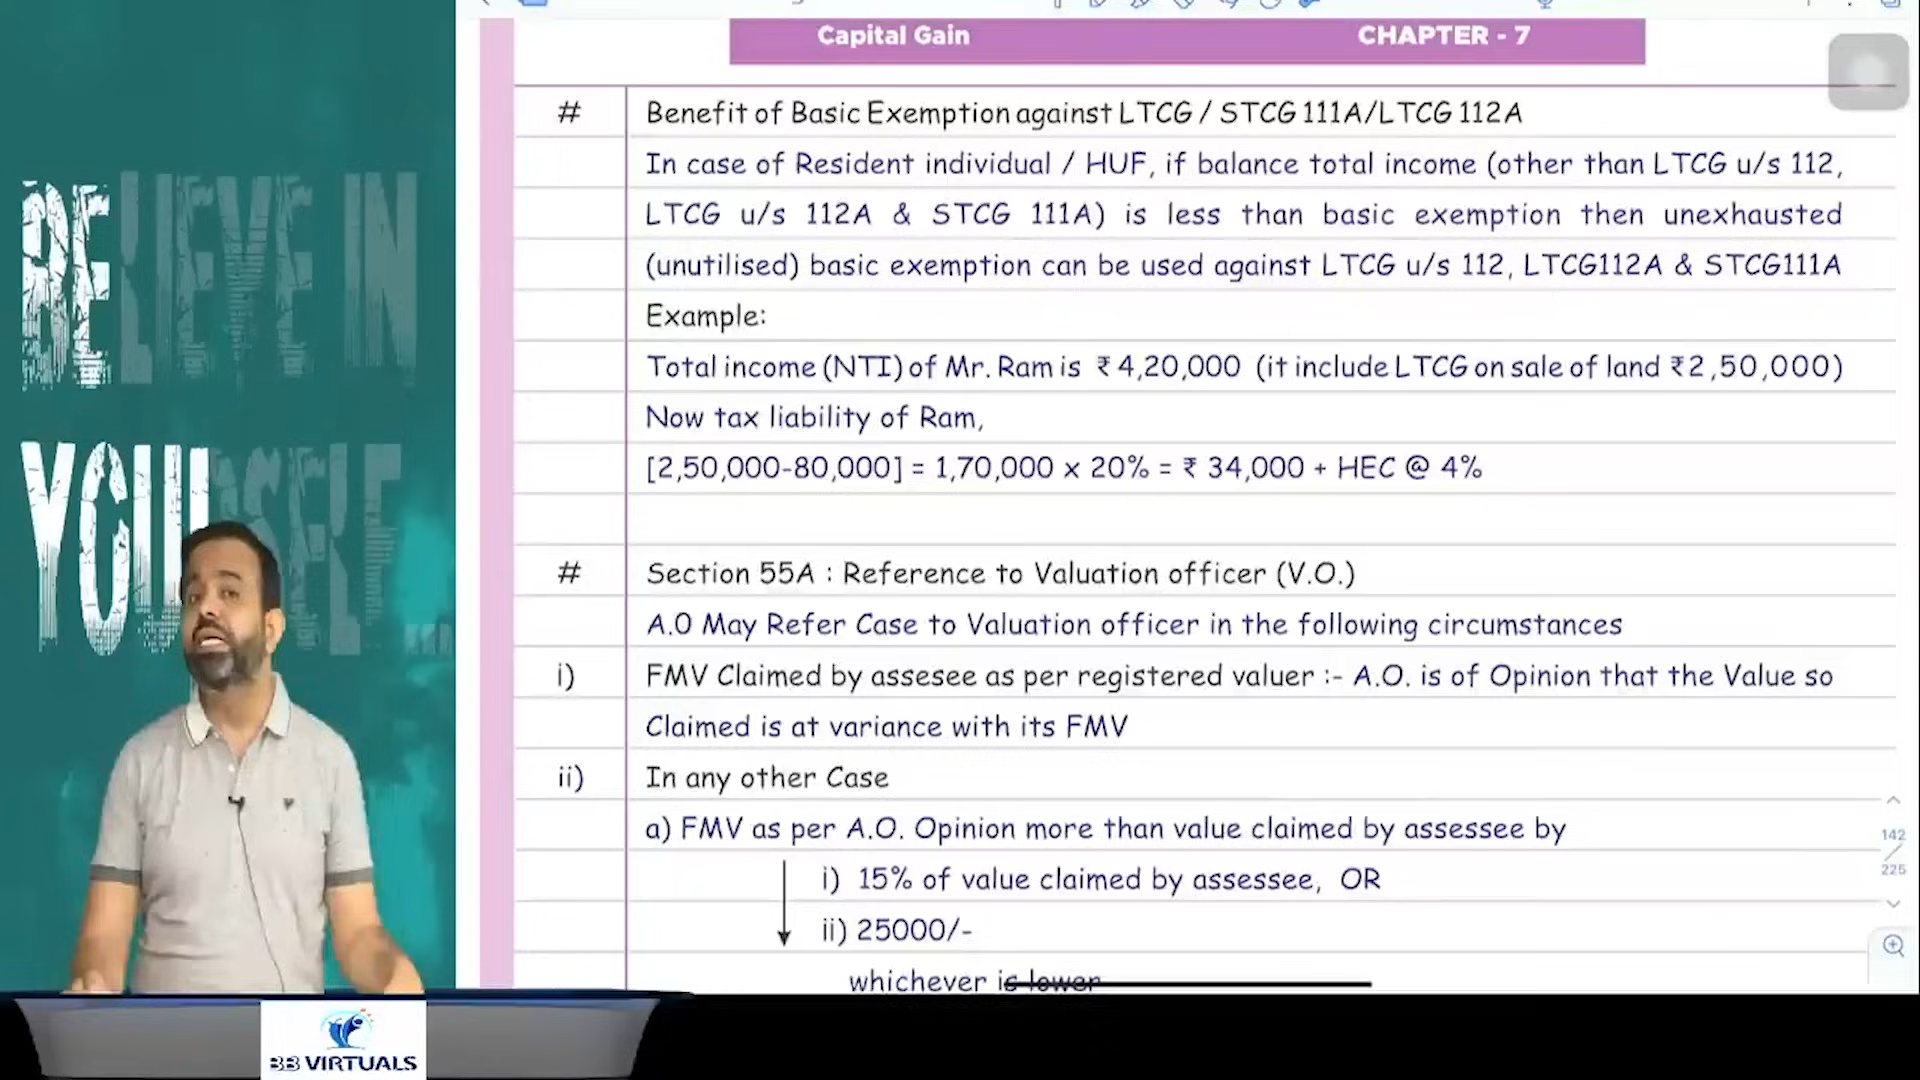 BELIEVE IN
YOURSELF...
Capital Gain CHAPTER - 7
# Benefit of Basic Exemption against LTCG / STCG 111A/LTCG 112A
In case of Resident individual / HUF, if balance total income (other than LTCG u/s 112,
LTCG u/s 112A & STCG 111A) is less than basic exemption then unexhausted
(unutilised) basic exemption can be used against LTCG u/s 112, LTCG112A & STCG111A
Example:
Total income (NTI) of Mr. Ram is ₹ 4,20,000 (it include LTCG on sale of land ₹2,50,000)
Now tax liability of Ram,
[2,50,000-80,000] = 1,70,000 x 20% = ₹ 34,000 + HEC @ 4%
# Section 55A : Reference to Valuation officer (V.O.)
A.O May Refer Case to Valuation officer in the following circumstances
i) FMV Claimed by assesee as per registered valuer :- A.O. is of Opinion that the Value so
Claimed is at variance with its FMV
ii) In any other Case
a) FMV as per A.O. Opinion more than value claimed by assessee by
i) 15% of value claimed by assessee, OR
ii) 25000/-
whichever is lower
142
225
BB VIRTUALS